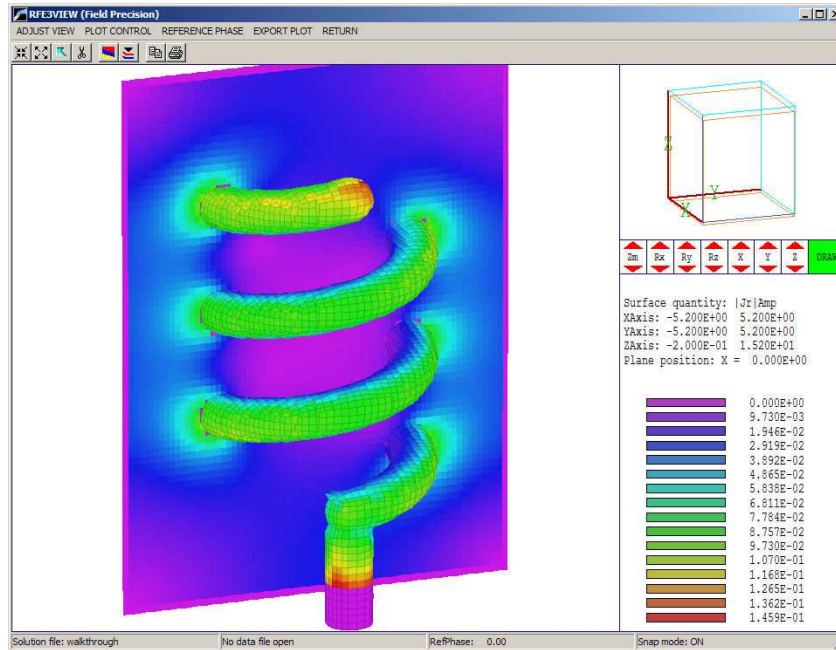 RFE3VIEW (Field Precision)
ADJUST VIEW PLOT CONTROL REFERENCE PHASE EXPORT PLOT RETURN
Z
Y
X
Zm Rx Ry Rz X Y Z DRAW
Surface quantity: |Jr|Amp
XAxis: -5.200E+00 5.200E+00
YAxis: -5.200E+00 5.200E+00
ZAxis: -2.000E-01 1.520E+01
Plane position: X = 0.000E+00
0.000E+00
9.730E-03
1.946E-02
2.919E-02
3.892E-02
4.865E-02
5.838E-02
6.811E-02
7.784E-02
8.757E-02
9.730E-02
1.070E-01
1.168E-01
1.265E-01
1.362E-01
1.459E-01
Solution file: walkthrough No data file open RefPhase: 0.00 Snap mode: ON